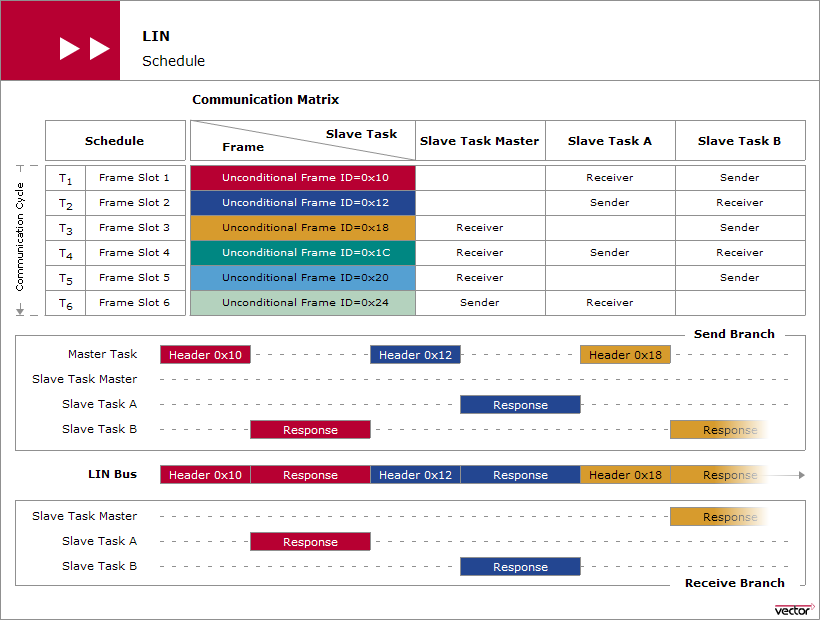 LIN
Schedule
Communication Matrix
Schedule
Slave Task
Frame
Slave Task Master
Slave Task A
Slave Task B
Communication Cycle
T1 Frame Slot 1 Unconditional Frame ID=0x10 Receiver Sender
T2 Frame Slot 2 Unconditional Frame ID=0x12 Sender Receiver
T3 Frame Slot 3 Unconditional Frame ID=0x18 Receiver Sender
T4 Frame Slot 4 Unconditional Frame ID=0x1C Receiver Sender Receiver
T5 Frame Slot 5 Unconditional Frame ID=0x20 Receiver Sender
T6 Frame Slot 6 Unconditional Frame ID=0x24 Sender Receiver
Send Branch
Master Task Header 0x10 Header 0x12 Header 0x18
Slave Task Master
Slave Task A Response
Slave Task B Response Response
LIN Bus Header 0x10 Response Header 0x12 Response Header 0x18 Response
Slave Task Master Response
Slave Task A Response
Slave Task B Response
Receive Branch
vector